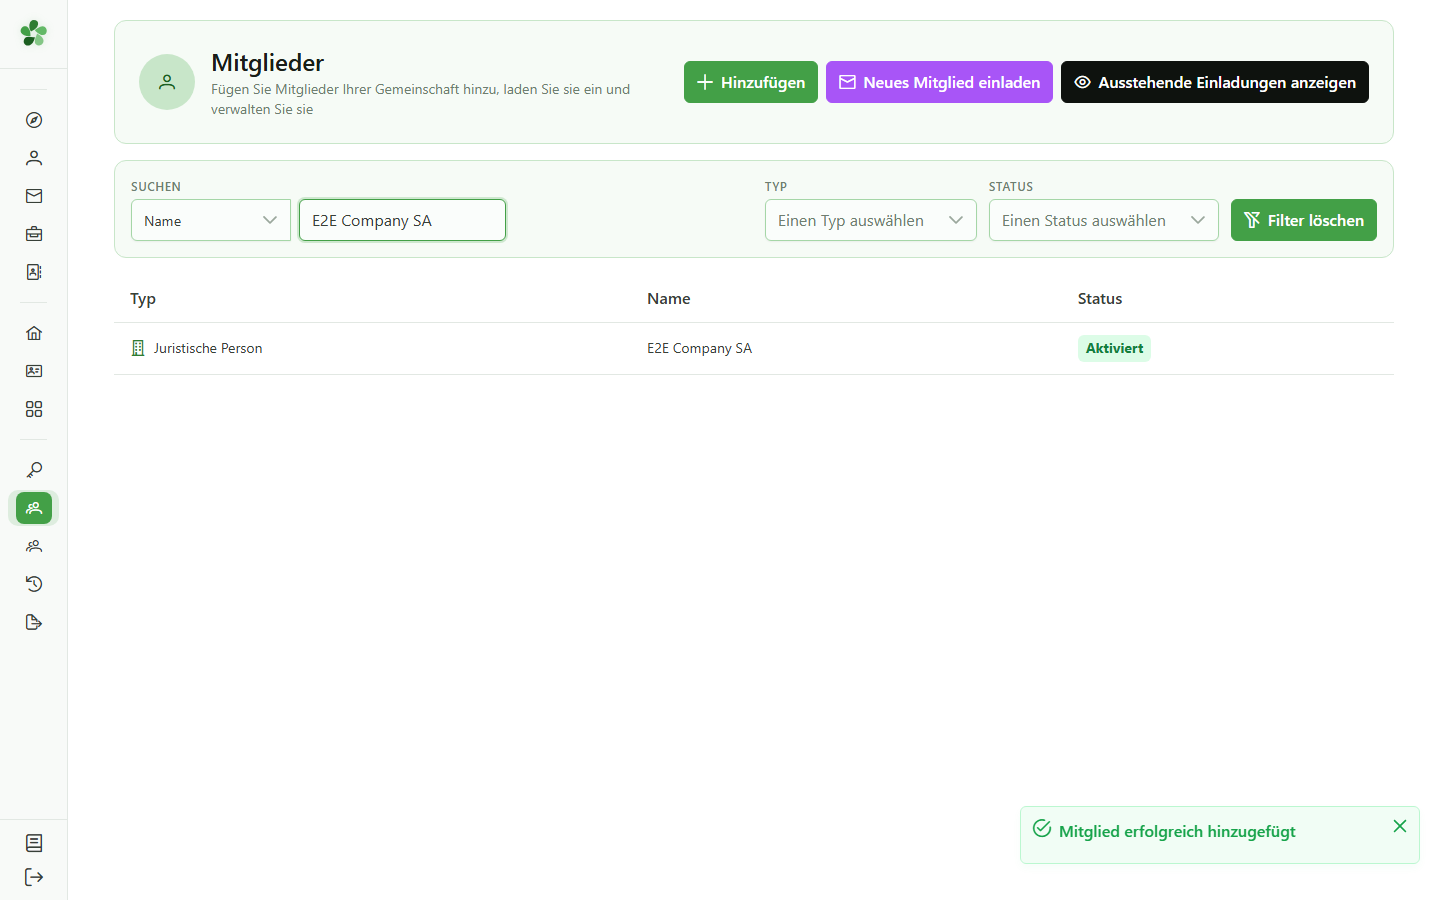 Mitglieder
Fügen Sie Mitglieder Ihrer Gemeinschaft hinzu, laden Sie sie ein und
verwalten Sie sie
Hinzufügen
Neues Mitglied einladen
Ausstehende Einladungen anzeigen
SUCHEN
TYP
STATUS
Name
E2E Company SA
Einen Typ auswählen
Einen Status auswählen
Filter löschen
Typ
Name
Status
Juristische Person
E2E Company SA
Aktiviert
Mitglied erfolgreich hinzugefügt